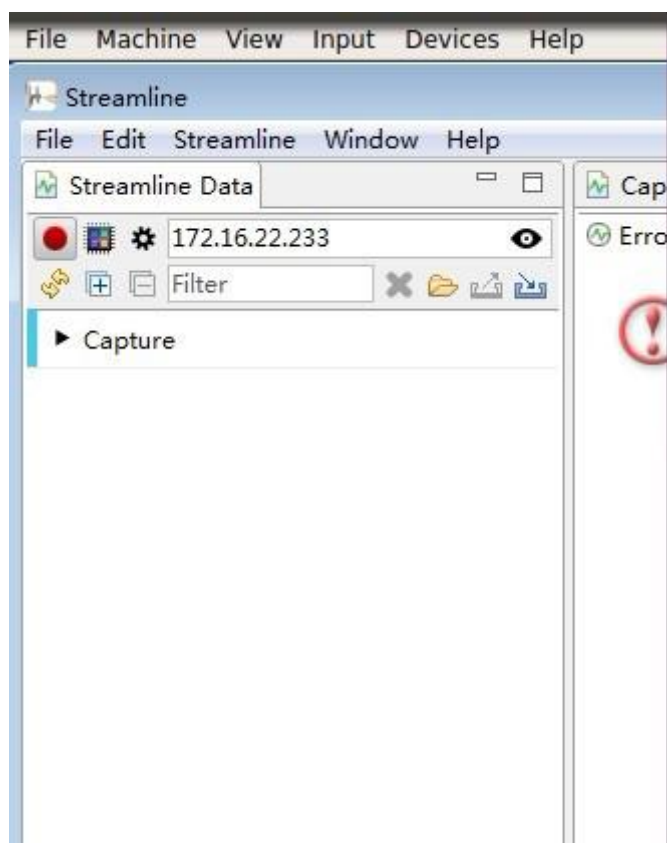 File Machine View Input Devices Help
Streamline
File Edit Streamline Window Help
Streamline Data
Cap
172.16.22.233
Erro
Filter
Capture